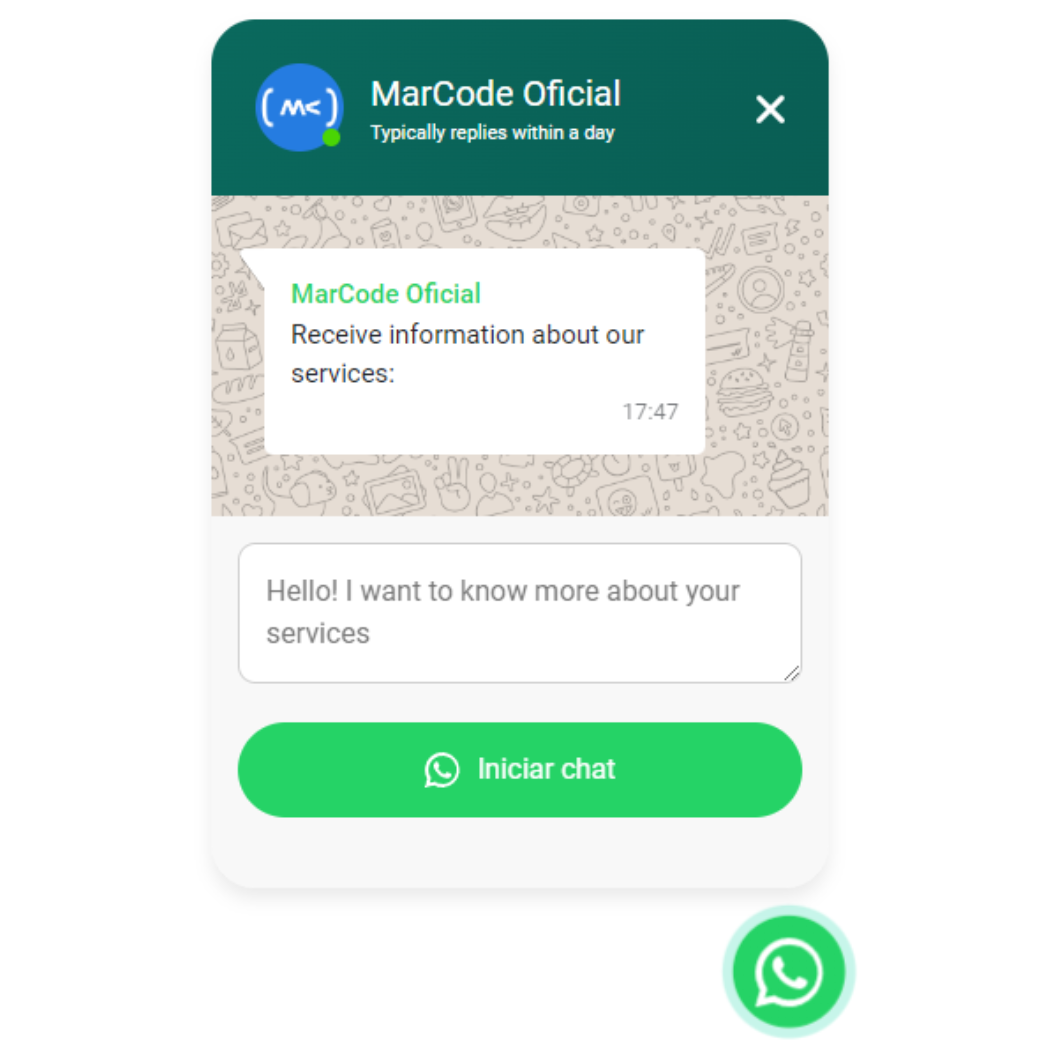 MarCode Oficial
Typically replies within a day
MarCode Oficial
Receive information about our
services:
17:47
Hello! I want to know more about your
services
Iniciar chat